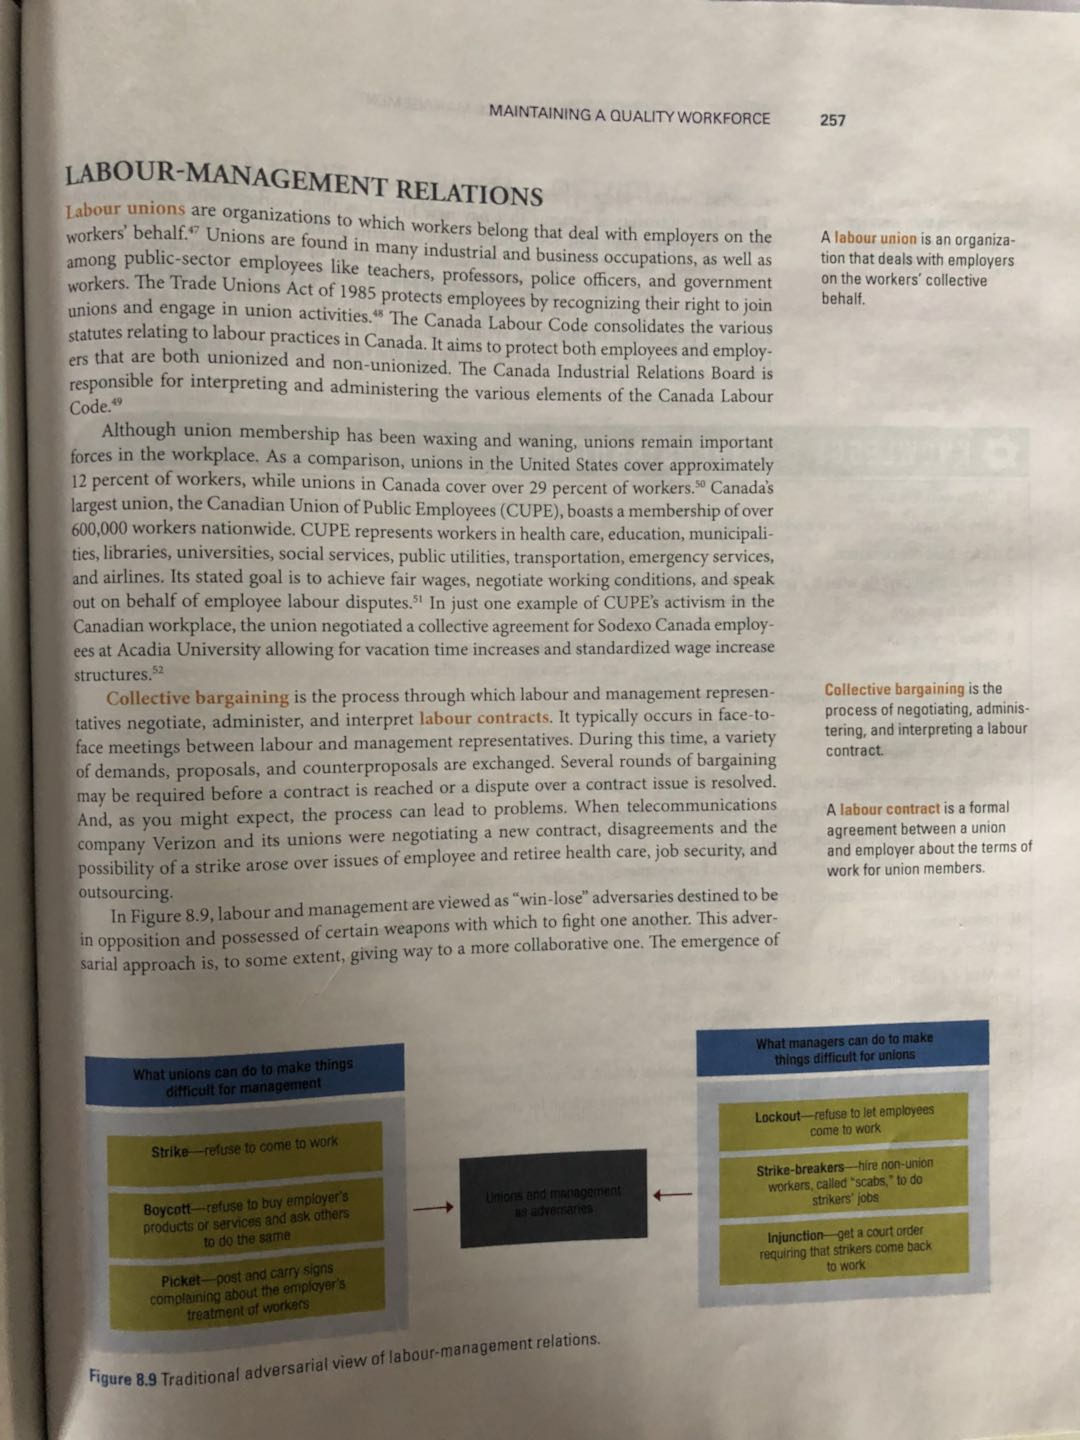 MAINTAINING A QUALITY WORKFORCE 257
LABOUR-MANAGEMENT RELATIONS
Labour unions are organizations to which workers belong that deal with employers on the
workers' behalf.47 Unions are found in many industrial and business occupations, as well as
among public-sector employees like teachers, professors, police officers, and government
workers. The Trade Unions Act of 1985 protects employees by recognizing their right to join
unions and engage in union activities.48 The Canada Labour Code consolidates the various
statutes relating to labour practices in Canada. It aims to protect both employees and employ-
ers that are both unionized and non-unionized. The Canada Industrial Relations Board is
responsible for interpreting and administering the various elements of the Canada Labour
Code.49
A labour union is an organiza-
tion that deals with employers
on the workers' collective
behalf.
Although union membership has been waxing and waning, unions remain important
forces in the workplace. As a comparison, unions in the United States cover approximately
12 percent of workers, while unions in Canada cover over 29 percent of workers.50 Canada's
largest union, the Canadian Union of Public Employees (CUPE), boasts a membership of over
600,000 workers nationwide. CUPE represents workers in health care, education, municipali-
ties, libraries, universities, social services, public utilities, transportation, emergency services,
and airlines. Its stated goal is to achieve fair wages, negotiate working conditions, and speak
out on behalf of employee labour disputes.51 In just one example of CUPE's activism in the
Canadian workplace, the union negotiated a collective agreement for Sodexo Canada employ-
ees at Acadia University allowing for vacation time increases and standardized wage increase
structures.52
Collective bargaining is the process through which labour and management represen-
tatives negotiate, administer, and interpret labour contracts. It typically occurs in face-to-
face meetings between labour and management representatives. During this time, a variety
of demands, proposals, and counterproposals are exchanged. Several rounds of bargaining
may be required before a contract is reached or a dispute over a contract issue is resolved.
And, as you might expect, the process can lead to problems. When telecommunications
company Verizon and its unions were negotiating a new contract, disagreements and the
possibility of a strike arose over issues of employee and retiree health care, job security, and
outsourcing.
Collective bargaining is the
process of negotiating, adminis-
tering, and interpreting a labour
contract.
A labour contract is a formal
agreement between a union
and employer about the terms of
work for union members.
In Figure 8.9, labour and management are viewed as "win-lose" adversaries destined to be
in opposition and possessed of certain weapons with which to fight one another. This adver-
sarial approach is, to some extent, giving way to a more collaborative one. The emergence of
What unions can do to make things
difficult for management
Strike—refuse to come to work
Boycott—refuse to buy employer's
products or services and ask others
to do the same
Picket—post and carry signs
complaining about the employer's
treatment of workers
Unions and management
as adversaries
What managers can do to make
things difficult for unions
Lockout—refuse to let employees
come to work
Strike-breakers—hire non-union
workers, called "scabs," to do
strikers' jobs
Injunction—get a court order
requiring that strikers come back
to work
Figure 8.9 Traditional adversarial view of labour-management relations.